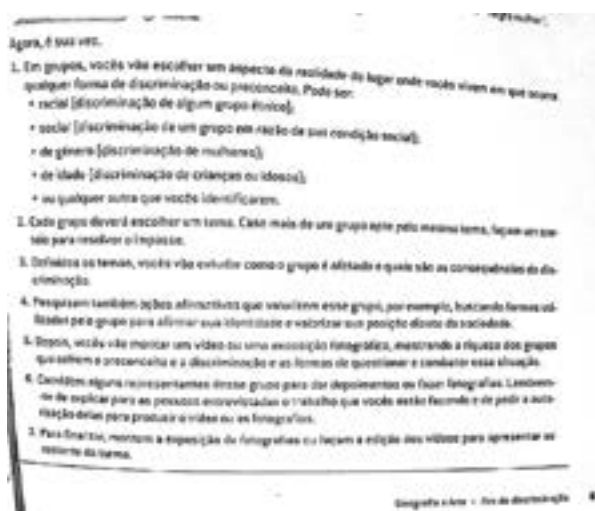 Agora, é sua vez.
1. Em grupos, vocês vão escolher um aspecto da realidade do lugar onde vocês vivem em que ocorra
qualquer forma de discriminação ou preconceito. Pode ser:
• racial (discriminação de algum grupo étnico);
• social (discriminação de um grupo em razão de sua condição social);
• de gênero (discriminação de mulheres);
• de idade (discriminação de crianças ou idosos);
• ou qualquer outra que vocês identificarem.
2. Cada grupo deverá escolher um tema. Caso mais de um grupo opte pelo mesmo tema, façam um sor-
teio para resolver o impasse.
3. Definidos os temas, vocês vão estudar como o grupo é afetado e quais são as consequências da dis-
criminação.
4. Pesquisem também ações afirmativas que valorizem esse grupo, por exemplo, buscando formas uti-
lizadas pelo grupo para afirmar sua identidade e valorizar sua posição diante da sociedade.
5. Depois, vocês vão montar um vídeo ou uma exposição fotográfica, mostrando a riqueza dos grupos
que sofrem o preconceito e a discriminação e as formas de questionar e combater essa situação.
6. Convidem alguns representantes desse grupo para dar depoimentos ou fazer fotografias. Lembrem-
-se de explicar para as pessoas entrevistadas o trabalho que vocês estão fazendo e de pedir a auto-
rização delas para produzir o vídeo ou as fotografias.
7. Para finalizar, montem a exposição de fotografias ou façam a edição dos vídeos para apresentar ao
restante da turma.
Geografia e Arte • Fim da discriminação